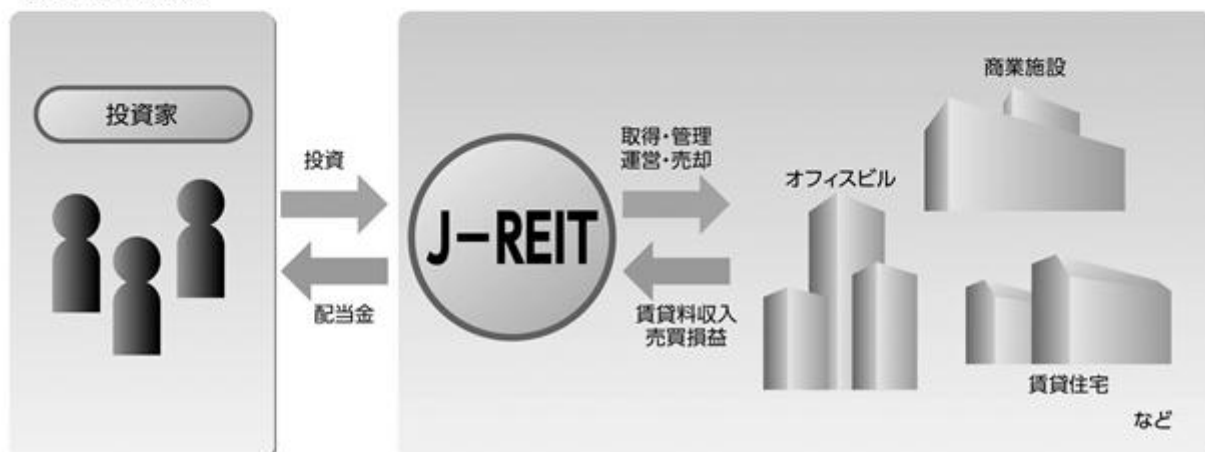 投資家
投資
配当金
J-REIT
取得・管理
運営・売却
賃貸料収入
売買損益
商業施設
オフィスビル
賃貸住宅
など